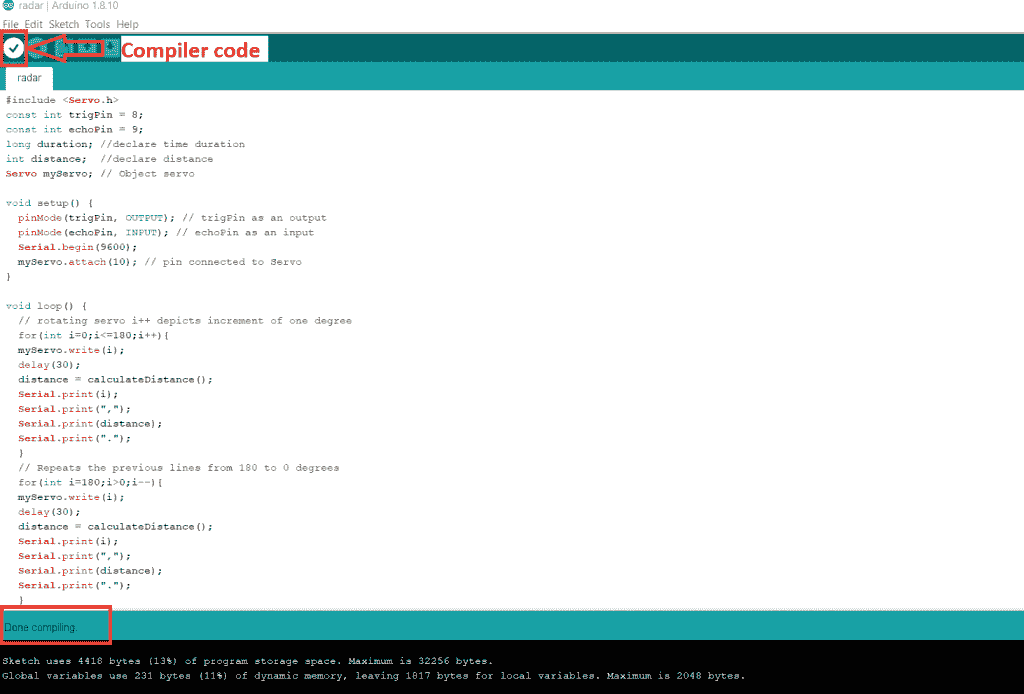 radar | Arduino 1.8.10
File Edit Sketch Tools Help
Compiler code
radar
#include <Servo.h>
const int trigPin = 8;
const int echoPin = 9;
long duration; //declare time duration
int distance;  //declare distance
Servo myServo; // Object servo
void setup() {
pinMode(trigPin, OUTPUT); // trigPin as an output
pinMode(echoPin, INPUT); // echoPin as an input
Serial.begin(9600);
myServo.attach(10); // pin connected to Servo
}
void loop() {
// rotating servo i++ depicts increment of one degree
for(int i=0;i<=180;i++){
myServo.write(i);
delay(30);
distance = calculateDistance();
Serial.print(i);
Serial.print(",");
Serial.print(distance);
Serial.print(".");
}
// Repeats the previous lines from 180 to 0 degrees
for(int i=180;i>0;i--){
myServo.write(i);
delay(30);
distance = calculateDistance();
Serial.print(i);
Serial.print(",");
Serial.print(distance);
Serial.print(".");
}
Done compiling.
Sketch uses 4418 bytes (13%) of program storage space. Maximum is 32256 bytes.
Global variables use 231 bytes (11%) of dynamic memory, leaving 1817 bytes for local variables. Maximum is 2048 bytes.